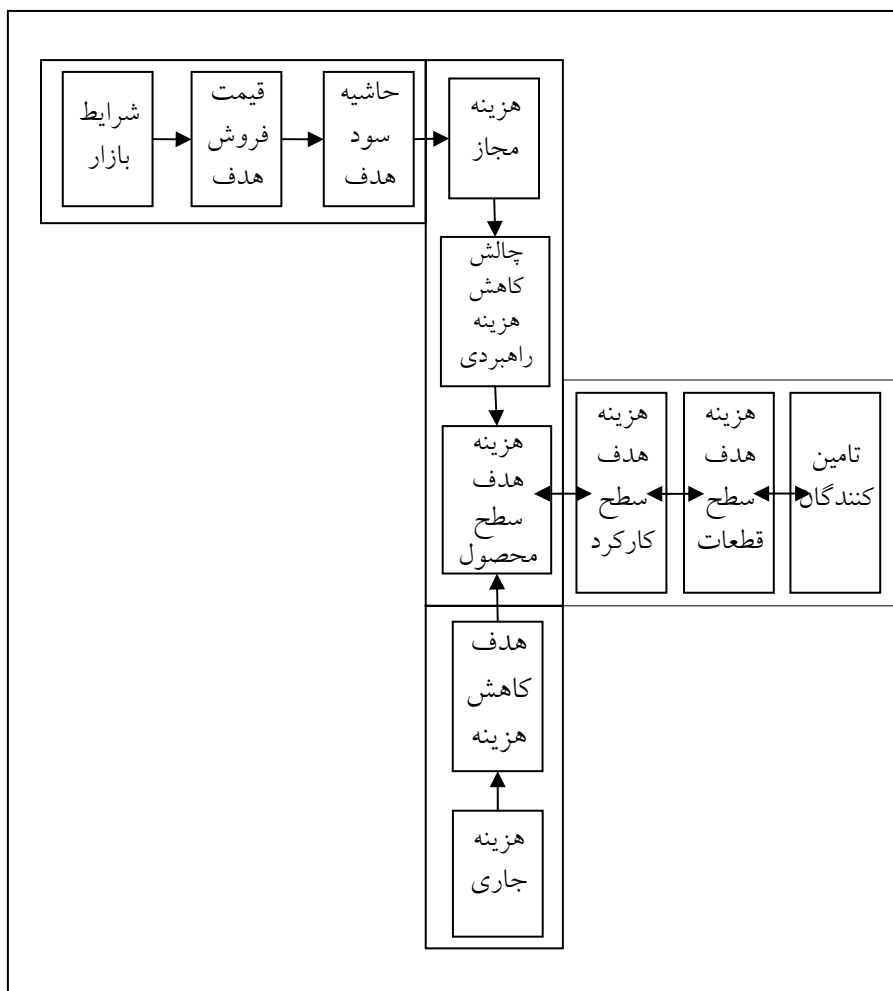 شرایط
بازار
قیمت
فروش
هدف
حاشیه
سود
هدف
هزینه
مجاز
چالش
کاهش
هزینه
راهبردی
هزینه
هدف
سطح
محصول
هزینه
هدف
سطح
کارکرد
هزینه
هدف
سطح
قطعات
تامین
کنندگان
هدف
کاهش
هزینه
هزینه
جاری